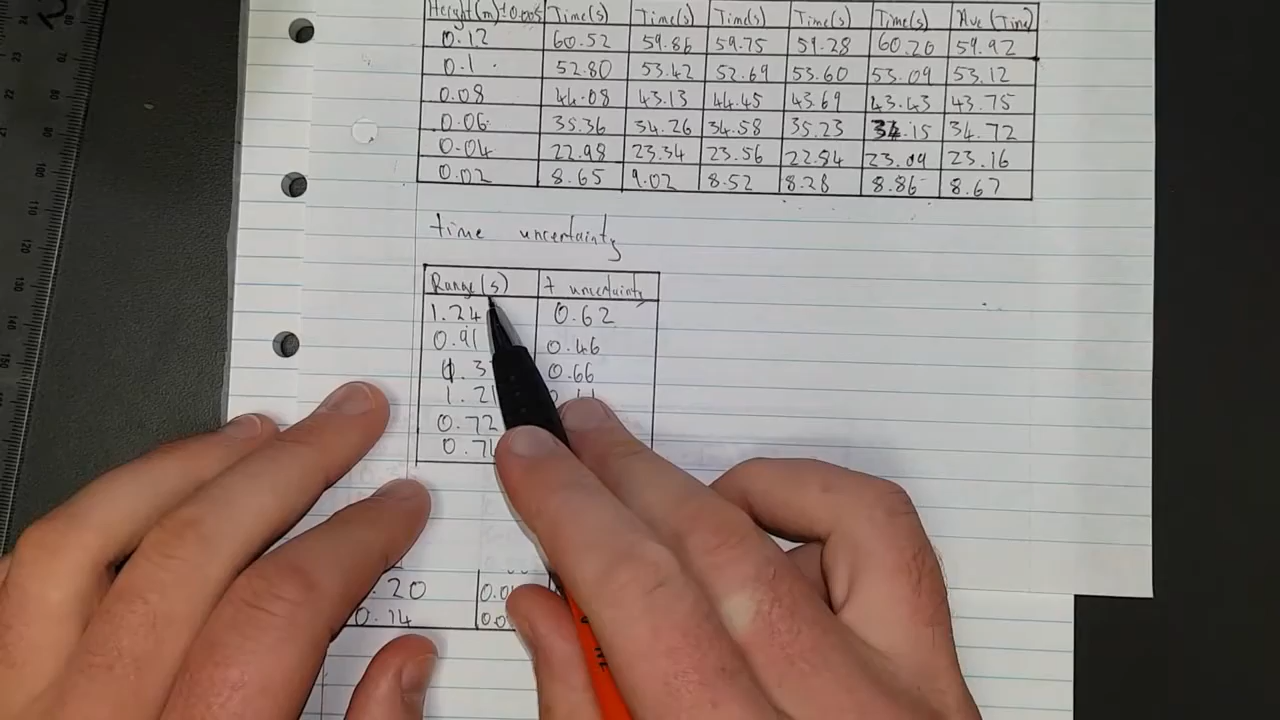 Height(m)±0.005 Time(s) Time(s) Time(s) Time(s) Time(s) Ave (Time)
0.12 60.52 59.86 59.75 59.28 60.20 59.92
0.1 52.80 53.42 52.69 53.60 53.09 53.12
0.08 44.08 43.13 44.45 43.69 43.43 43.75
0.06 35.36 34.26 34.58 35.23 34.15 34.72
0.04 22.98 23.34 23.56 22.84 23.09 23.16
0.02 8.65 9.02 8.52 8.28 8.86 8.67
time uncertainty
Range(s) ± uncertainty
1.24 0.62
0.91 0.46
0.66
1.21
0.72
0.74
.20
0.14